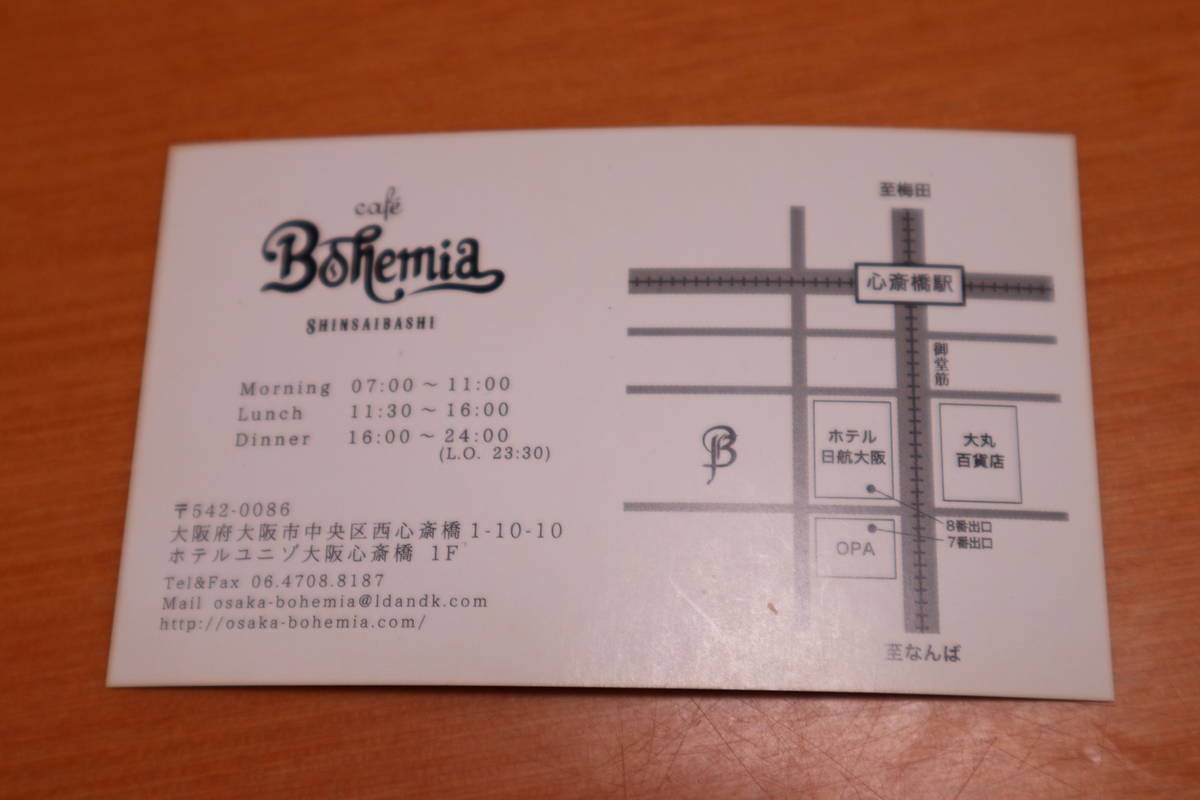 café
Bohemia
SHINSAIBASHI
Morning 07:00 ～ 11:00
Lunch 11:30 ～ 16:00
Dinner 16:00 ～ 24:00
(L.O. 23:30)
〒542-0086
大阪府大阪市中央区西心斎橋1-10-10
ホテルユニゾ大阪心斎橋 1F
Tel&Fax 06.4708.8187
Mail osaka-bohemia@ldandk.com
http://osaka-bohemia.com/
至梅田
心斎橋駅
御堂筋
B
ホテル
日航大阪
大丸
百貨店
8番出口
7番出口
OPA
至なんば